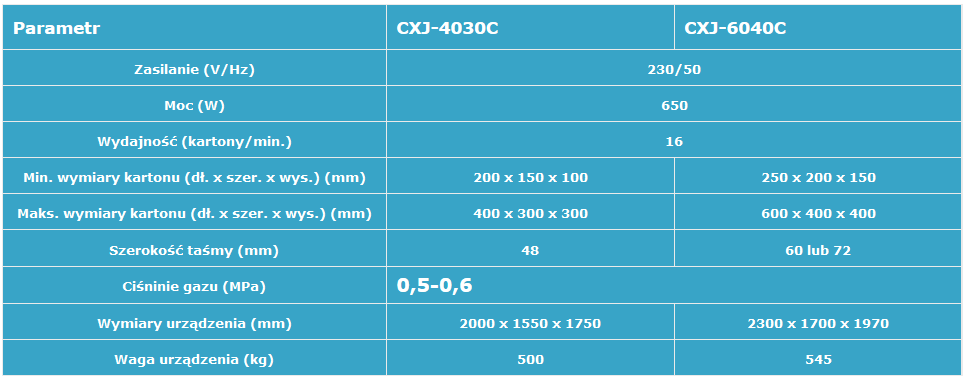 Parametr CXJ-4030C CXJ-6040C
Zasilanie (V/Hz) 230/50
Moc (W) 650
Wydajność (kartony/min.) 16
Min. wymiary kartonu (dł. x szer. x wys.) (mm) 200 x 150 x 100 250 x 200 x 150
Maks. wymiary kartonu (dł. x szer. x wys.) (mm) 400 x 300 x 300 600 x 400 x 400
Szerokość taśmy (mm) 48 60 lub 72
Ciśninie gazu (MPa) 0,5-0,6
Wymiary urządzenia (mm) 2000 x 1550 x 1750 2300 x 1700 x 1970
Waga urządzenia (kg) 500 545